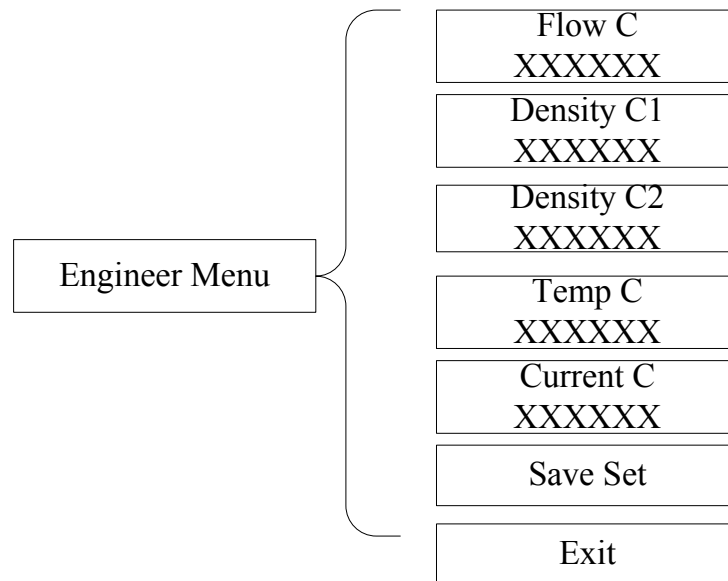 Flow C
XXXXXX
Density C1
XXXXXX
Density C2
XXXXXX
Engineer Menu
Temp C
XXXXXX
Current C
XXXXXX
Save Set
Exit